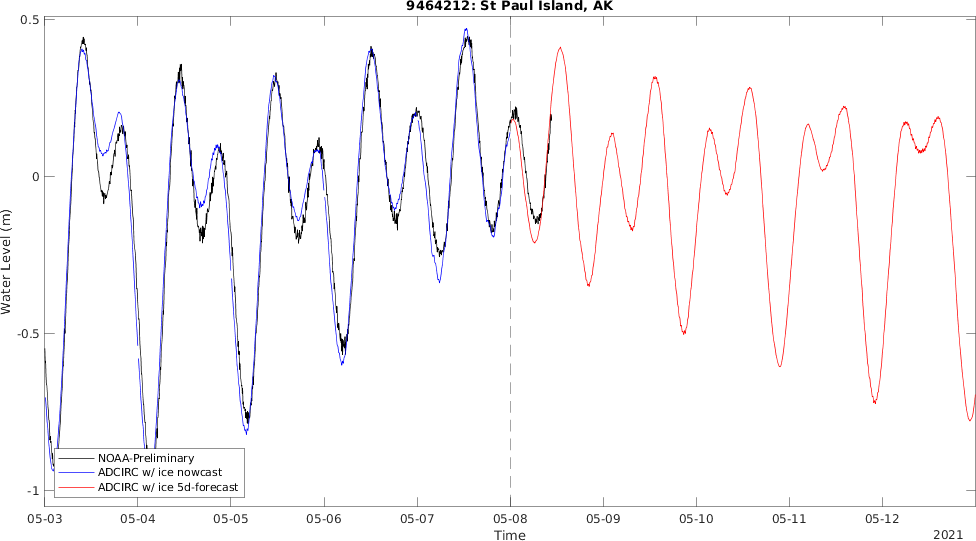 9464212: St Paul Island, AK
0.5
0
-0.5
-1
Water Level (m)
NOAA-Preliminary
ADCIRC w/ ice nowcast
ADCIRC w/ ice 5d-forecast
05-03 05-04 05-05 05-06 05-07 05-08 05-09 05-10 05-11 05-12
Time
2021